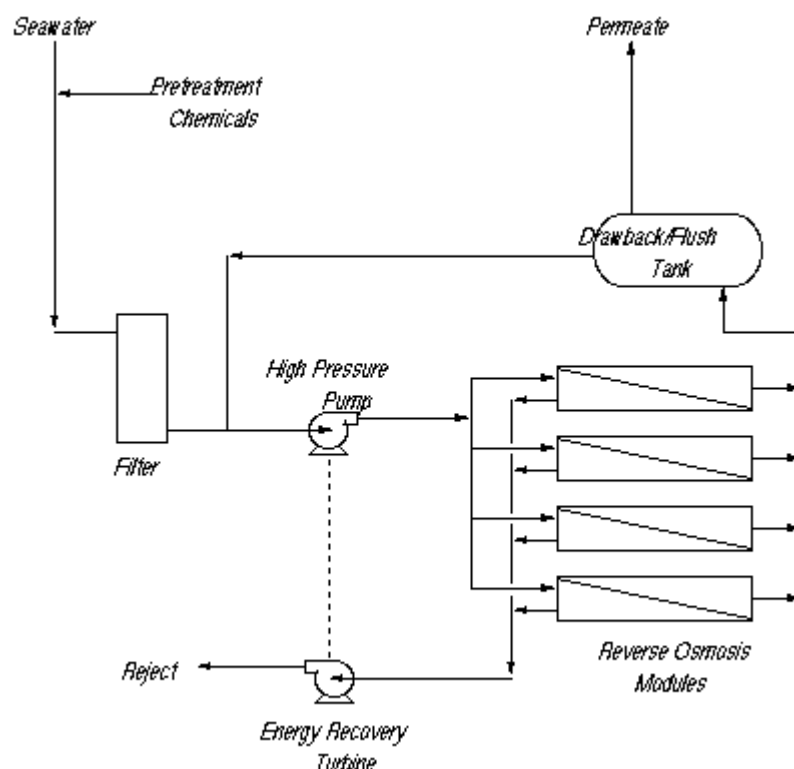 Seawater
Permeate
Pretreatment
Chemicals
Drawback/Flush
Tank
High Pressure
Pump
Filter
Reverse Osmosis
Modules
Reject
Energy Recovery
Turbine